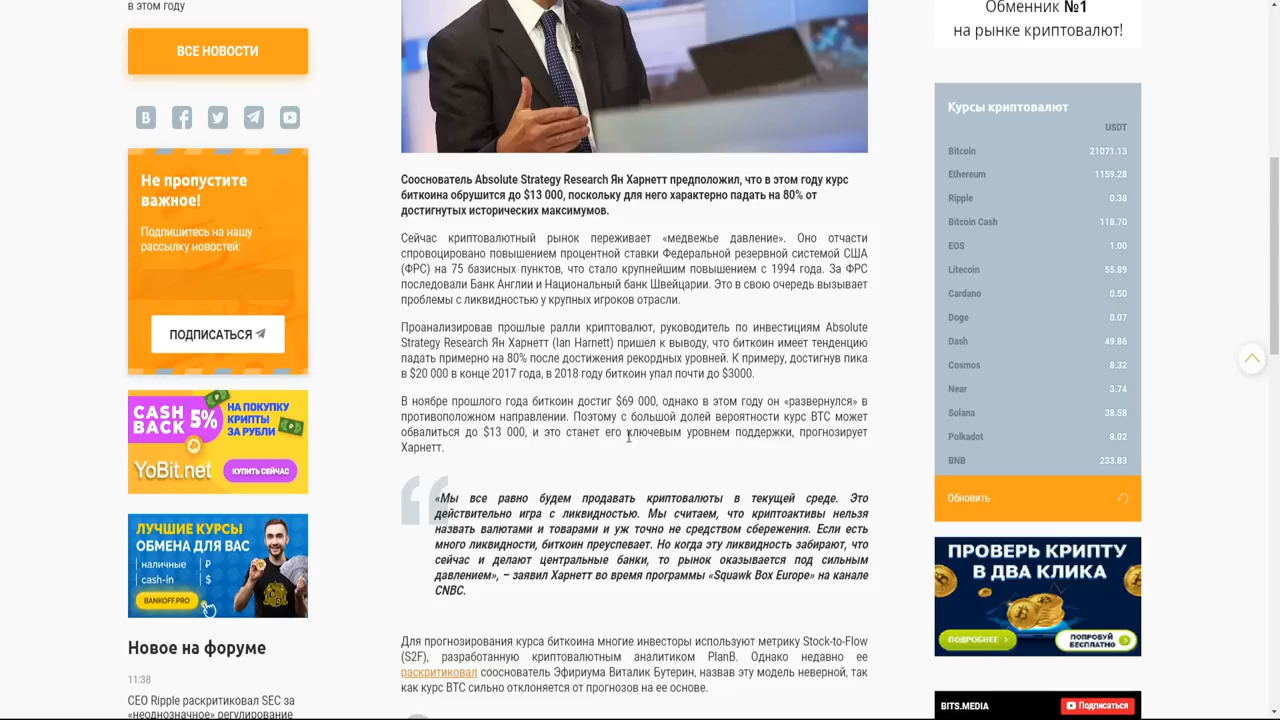 в этом году
ВСЕ НОВОСТИ
Не пропустите
важное!
Подпишитесь на нашу
рассылку новостей:
ПОДПИСАТЬСЯ
CASH
BACK 5%
НА ПОКУПКУ
КРИПТЫ
ЗА РУБЛИ
YoBit.net
КУПИТЬ СЕЙЧАС
ЛУЧШИЕ КУРСЫ
ОБМЕНА ДЛЯ ВАС
наличные ₽
cash-in $
BANKOFF.PRO
Новое на форуме
11:38
CEO Ripple раскритиковал SEC за
«неоднозначное» регулирование
Сооснователь Absolute Strategy Research Ян Харнетт предположил, что в этом году курс
биткоина обрушится до $13 000, поскольку для него характерно падать на 80% от
достигнутых исторических максимумов.
Сейчас криптовалютный рынок переживает «медвежье давление». Оно отчасти
спровоцировано повышением процентной ставки Федеральной резервной системой США
(ФРС) на 75 базисных пунктов, что стало крупнейшим повышением с 1994 года. За ФРС
последовали Банк Англии и Национальный банк Швейцарии. Это в свою очередь вызывает
проблемы с ликвидностью у крупных игроков отрасли.
Проанализировав прошлые ралли криптовалют, руководитель по инвестициям Absolute
Strategy Research Ян Харнетт (Ian Harnett) пришел к выводу, что биткоин имеет тенденцию
падать примерно на 80% после достижения рекордных уровней. К примеру, достигнув пика
в $20 000 в конце 2017 года, в 2018 году биткоин упал почти до $3000.
В ноябре прошлого года биткоин достиг $69 000, однако в этом году он «развернулся» в
противоположном направлении. Поэтому с большой долей вероятности курс BTC может
обвалиться до $13 000, и это станет его ключевым уровнем поддержки, прогнозирует
Харнетт.
«Мы все равно будем продавать криптовалюты в текущей среде. Это
действительно игра с ликвидностью. Мы считаем, что криптоактивы нельзя
назвать валютами и товарами и уж точно не средством сбережения. Если есть
много ликвидности, биткоин преуспевает. Но когда эту ликвидность забирают, что
сейчас и делают центральные банки, то рынок оказывается под сильным
давлением», – заявил Харнетт во время программы «Squawk Box Europe» на канале
CNBC.
Для прогнозирования курса биткоина многие инвесторы используют метрику Stock-to-Flow
(S2F), разработанную криптовалютным аналитиком PlanB. Однако недавно ее
раскритиковал сооснователь Эфириума Виталик Бутерин, назвав эту модель неверной, так
как курс BTC сильно отклоняется от прогнозов на ее основе.
Обменник №1
на рынке криптовалют!
Курсы криптовалют
USDT
Bitcoin 21071.13
Ethereum 1159.28
Ripple 0.38
Bitcoin Cash 118.70
EOS 1.00
Litecoin 55.89
Cardano 0.50
Doge 0.07
Dash 49.86
Cosmos 8.32
Near 3.74
Solana 38.58
Polkadot 8.02
BNB 233.83
Обновить
ПРОВЕРЬ КРИПТУ
В ДВА КЛИКА
ПОДРОБНЕЕ
ПОПРОБУЙ
БЕСПЛАТНО
BITS.MEDIA
Подписаться